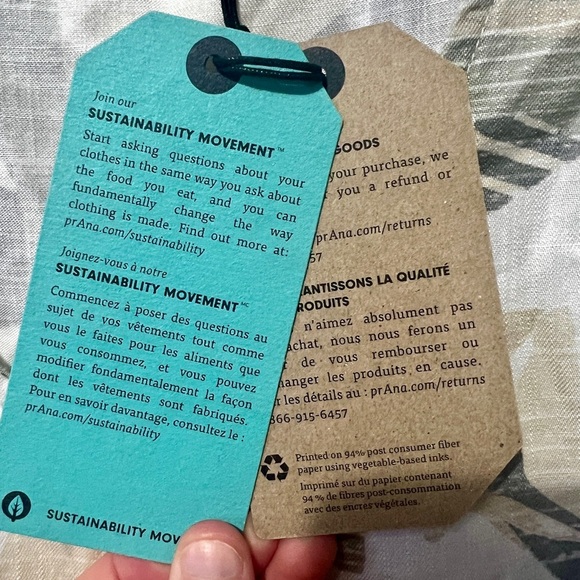 Join our
SUSTAINABILITY MOVEMENT™
Start asking questions about your
clothes in the same way you ask about
the food you eat, and you can
fundamentally change the way
clothing is made. Find out more at:
prAna.com/sustainability
Joignez-vous à notre
SUSTAINABILITY MOVEMENT MC
Commencez à poser des questions au
sujet de vos vêtements tout comme
vous le faites pour les aliments que
vous consommez, et vous pouvez
modifier fondamentalement la façon
dont les vêtements sont fabriqués.
Pour en savoir davantage, consultez le :
prAna.com/sustainability
SUSTAINABILITY MOV
GOODS
your purchase, we
you a refund or
prAna.com/returns
57
ANTISSONS LA QUALITÉ
RODUITS
n'aimez absolument pas
achat, nous nous ferons un
r de vous rembourser ou
hanger les produits en cause.
r les détails au : prAna.com/returns
866-915-6457
Printed on 94% post consumer fiber
paper using vegetable-based inks.
Imprimé sur du papier contenant
94 % de fibres post-consommation
avec des encres végétales.